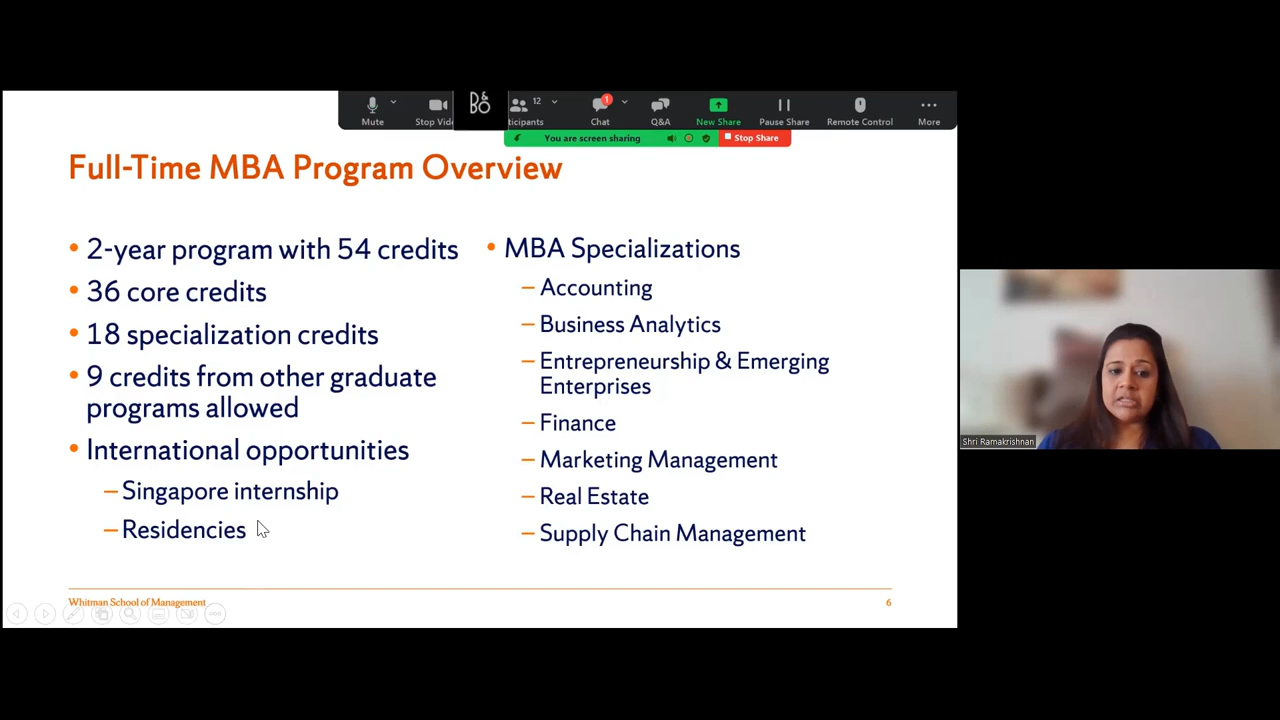 12
1
Mute
Stop Vide
B&O
ticipants
Chat
Q&A
New Share
Pause Share
Remote Control
More
You are screen sharing
Stop Share
Full-Time MBA Program Overview
• 2-year program with 54 credits
• 36 core credits
• 18 specialization credits
• 9 credits from other graduate
programs allowed
• International opportunities
– Singapore internship
– Residencies
• MBA Specializations
– Accounting
– Business Analytics
– Entrepreneurship & Emerging
Enterprises
– Finance
– Marketing Management
– Real Estate
– Supply Chain Management
Shri Ramakrishnan
Whitman School of Management
6